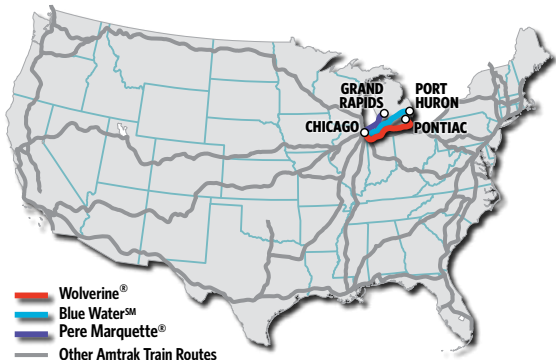 GRAND
RAPIDS
PORT
HURON
CHICAGO
PONTIAC
Wolverine®
Blue Water℠
Pere Marquette®
Other Amtrak Train Routes